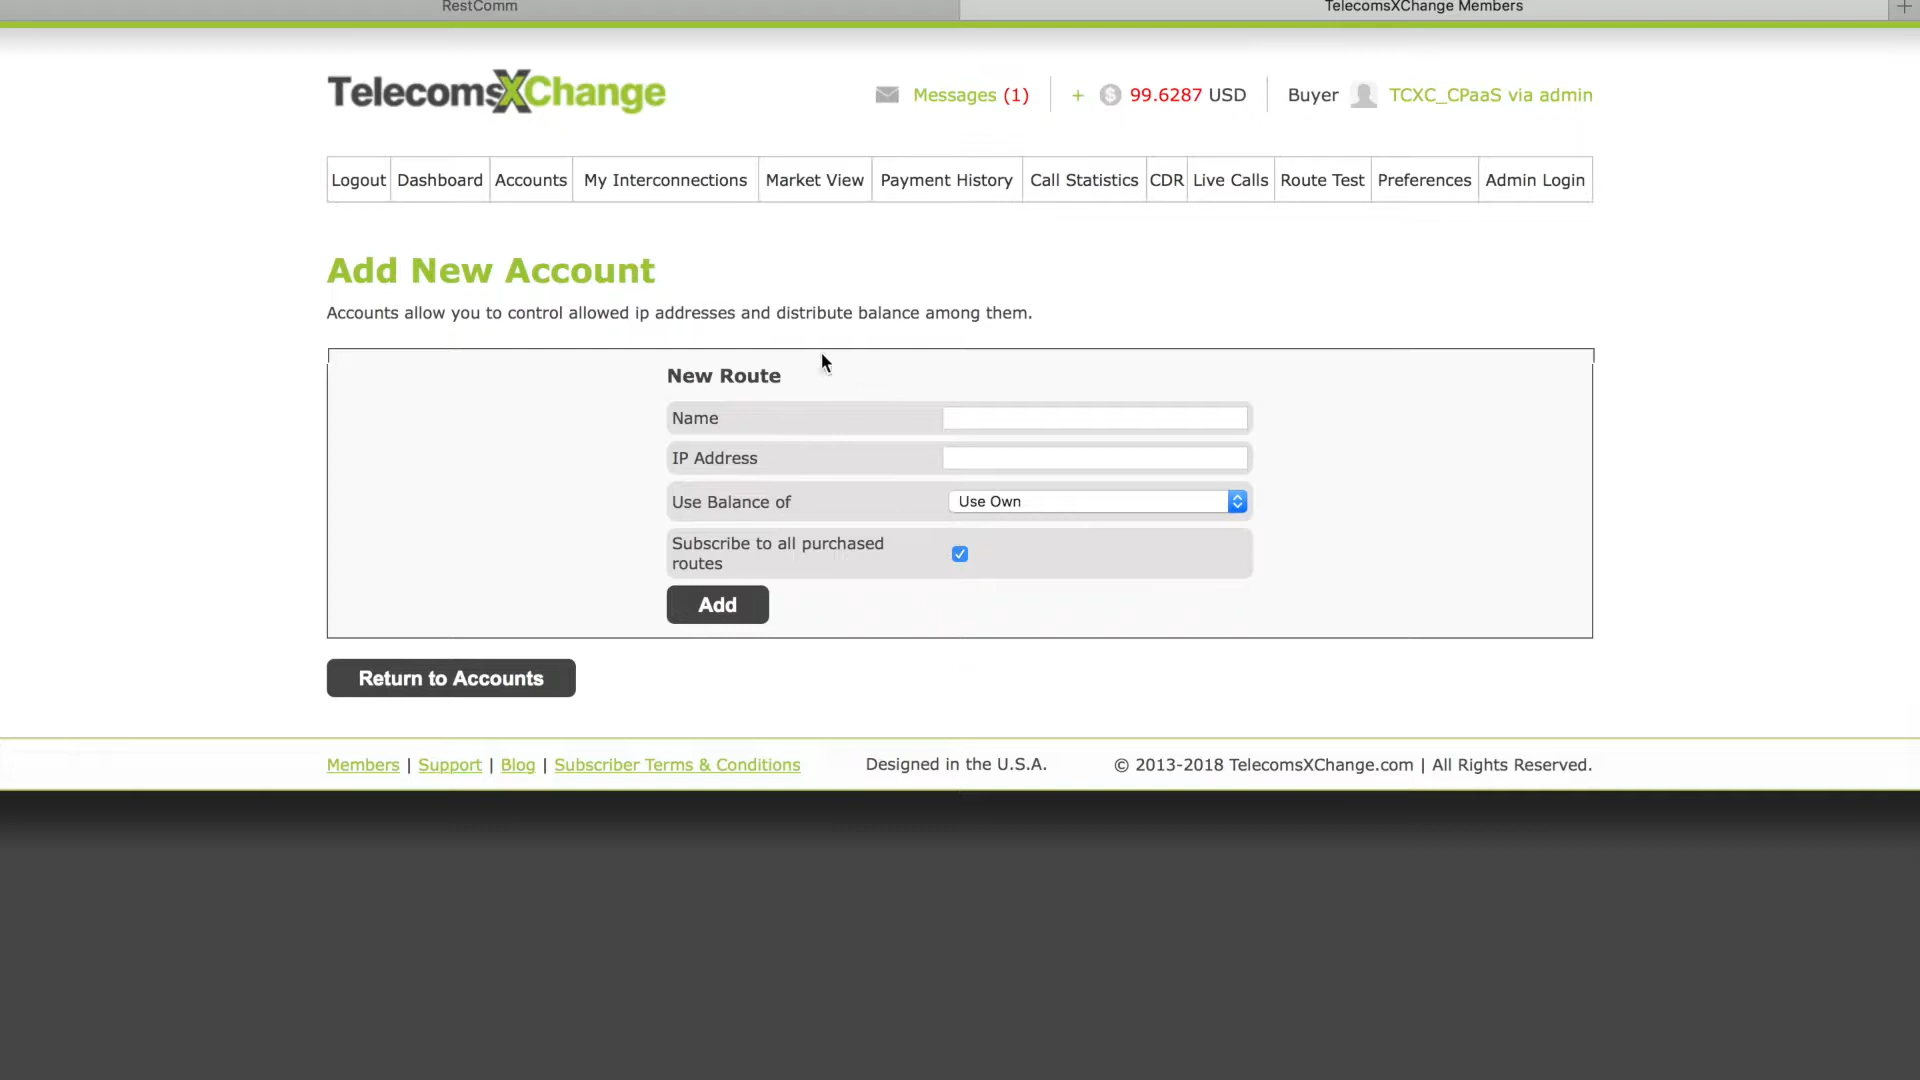 RestComm
TelecomsXChange Members
TelecomsXChange
Messages (1)
+ $ 99.6287 USD
Buyer TCXC_CPaaS via admin
Logout Dashboard Accounts My Interconnections Market View Payment History Call Statistics CDR Live Calls Route Test Preferences Admin Login
Add New Account
Accounts allow you to control allowed ip addresses and distribute balance among them.
New Route
Name
IP Address
Use Balance of Use Own
Subscribe to all purchased
routes
Add
Return to Accounts
Members | Support | Blog | Subscriber Terms & Conditions Designed in the U.S.A. © 2013-2018 TelecomsXChange.com | All Rights Reserved.